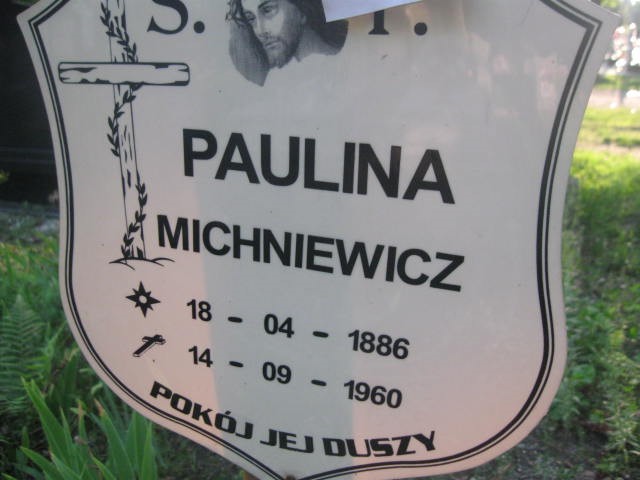 S. P.
PAULINA
MICHNIEWICZ
18 - 04 - 1886
14 - 09 - 1960
POKÓJ JEJ DUSZY